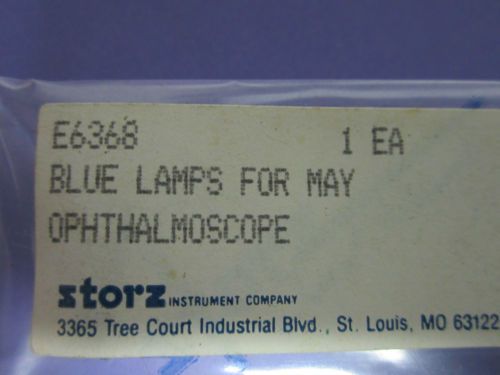 E6368 1 EA
BLUE LAMPS FOR MAY
OPHTHALMOSCOPE
storz INSTRUMENT COMPANY
3365 Tree Court Industrial Blvd., St. Louis, MO 63122